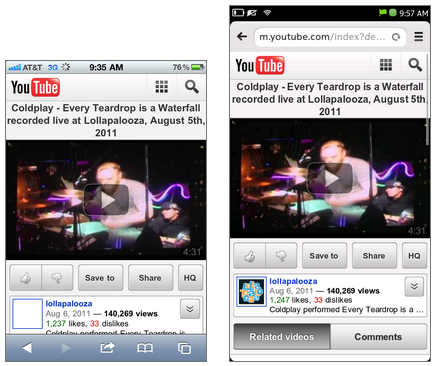 AT&T 3G 9:35 AM 76%
You Tube
Coldplay - Every Teardrop is a Waterfall
recorded live at Lollapalooza, August 5th,
2011
4:31
Save to Share HQ
lollapalooza
Aug 6, 2011 — 140,269 views
1,237 likes, 33 dislikes
Coldplay performed Every Teardrop is
9:57 AM
m.youtube.com/index?de...
You Tube
Coldplay - Every Teardrop is a Waterfall
recorded live at Lollapalooza, August 5th,
2011
4:31
Save to Share HQ
lollapalooza
Aug 6, 2011 — 140,269 views
1,247 likes, 33 dislikes
Coldplay performed Every Teardrop is a ...
Related videos Comments